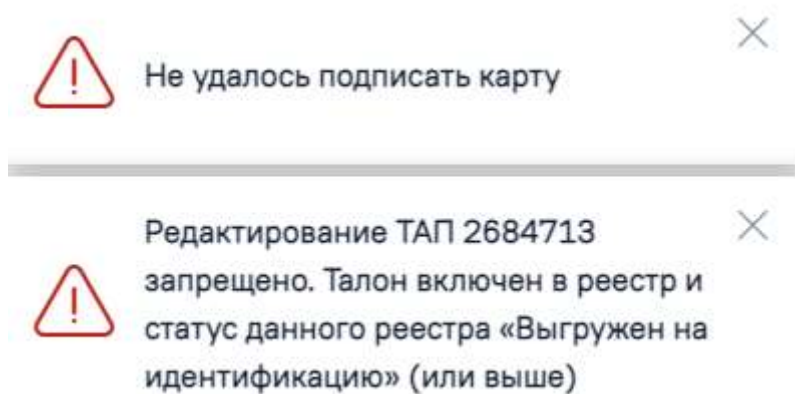 Не удалось подписать карту
Редактирование ТАП 2684713
запрещено. Талон включен в реестр и
статус данного реестра «Выгружен на
идентификацию» (или выше)